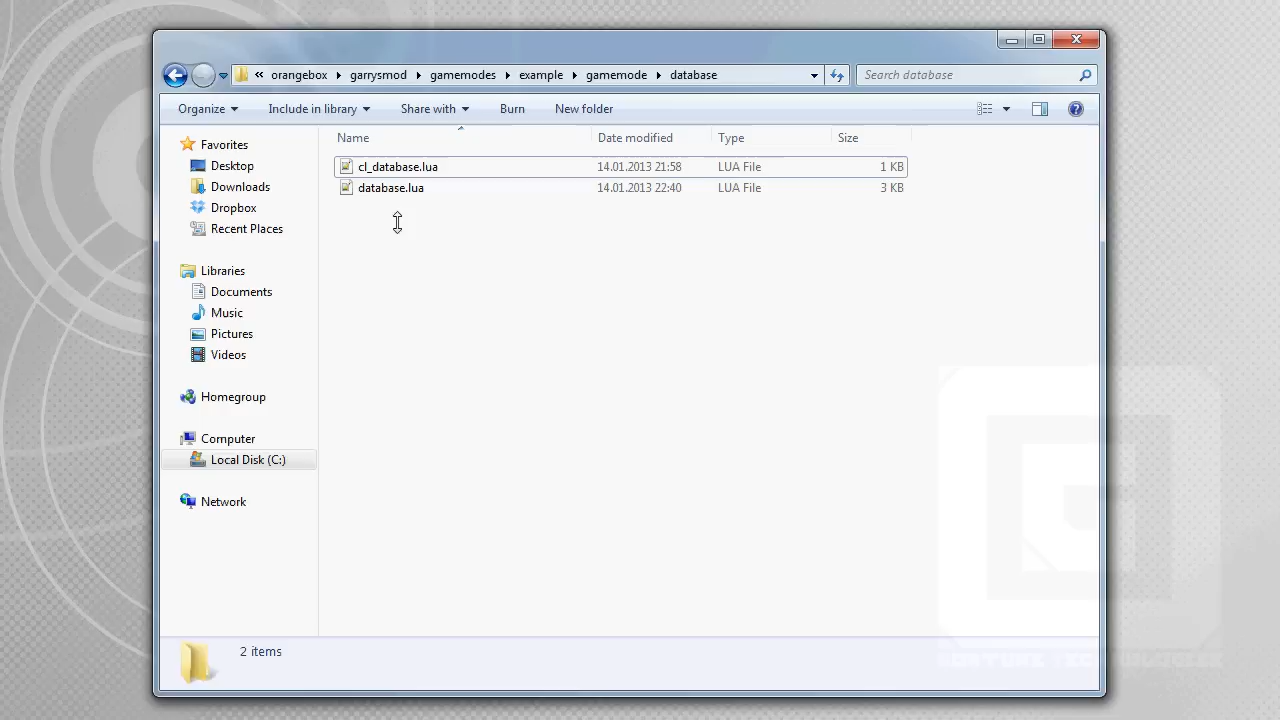 « orangebox garrysmod gamemodes example gamemode database
Search database
Organize Include in library Share with Burn New folder
Name Date modified Type Size
cl_database.lua 14.01.2013 21:58 LUA File 1 KB
database.lua 14.01.2013 22:40 LUA File 3 KB
Favorites
Desktop
Downloads
Dropbox
Recent Places
Libraries
Documents
Music
Pictures
Videos
Homegroup
Computer
Local Disk (C:)
Network
2 items